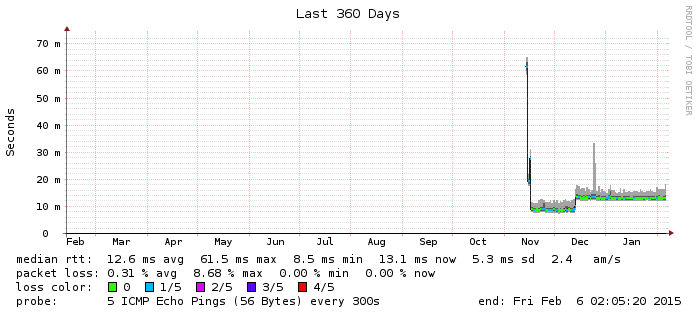 Last 360 Days
RRDTOOL / TOBI OETIKER
Seconds
70 m
60 m
50 m
40 m
30 m
20 m
10 m
0
Feb Mar Apr May Jun Jul Aug Sep Oct Nov Dec Jan
median rtt: 12.6 ms avg 61.5 ms max 8.5 ms min 13.1 ms now 5.3 ms sd 2.4 am/s
packet loss: 0.31 % avg 8.68 % max 0.00 % min 0.00 % now
loss color: 0 1/5 2/5 3/5 4/5
probe: 5 ICMP Echo Pings (56 Bytes) every 300s end: Fri Feb 6 02:05:20 2015